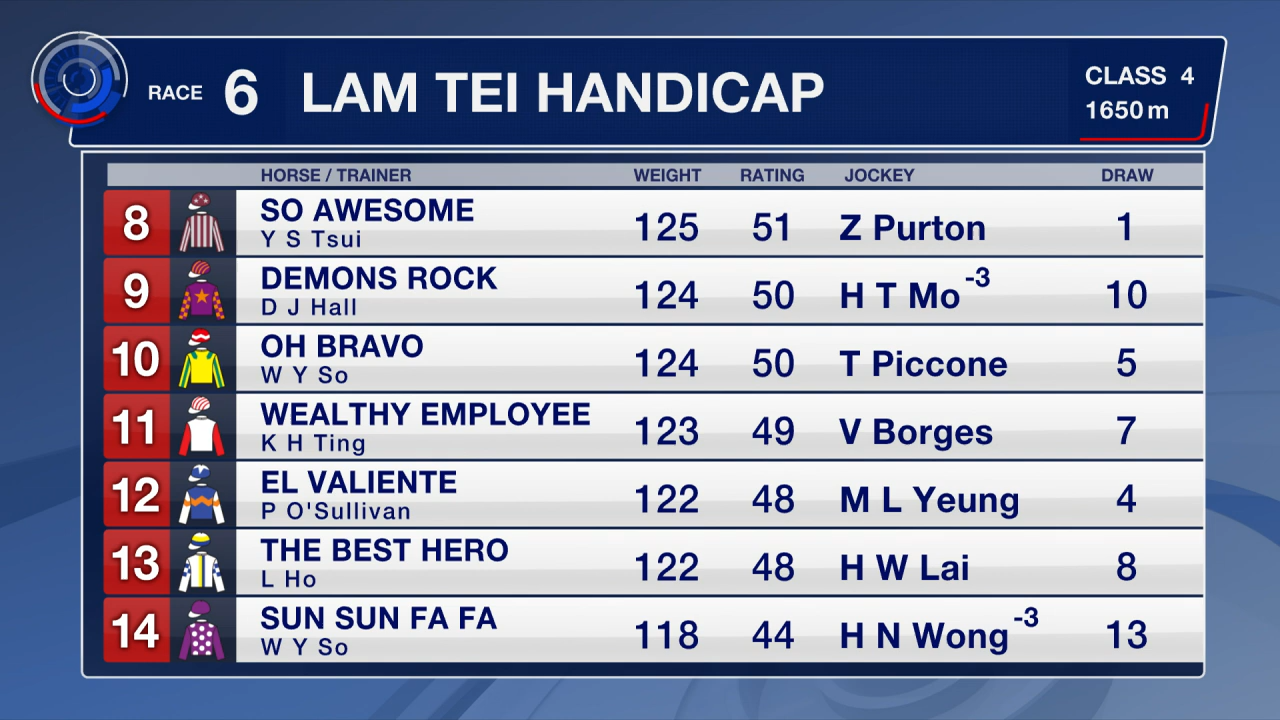 RACE 6 LAM TEI HANDICAP
CLASS 4
1650m
HORSE / TRAINER WEIGHT RATING JOCKEY DRAW
8 SO AWESOME 125 51 Z Purton 1
Y S Tsui
9 DEMONS ROCK 124 50 H T Mo -3 10
D J Hall
10 OH BRAVO 124 50 T Piccone 5
W Y So
11 WEALTHY EMPLOYEE 123 49 V Borges 7
K H Ting
12 EL VALIENTE 122 48 M L Yeung 4
P O'Sullivan
13 THE BEST HERO 122 48 H W Lai 8
L Ho
14 SUN SUN FA FA 118 44 H N Wong -3 13
W Y So